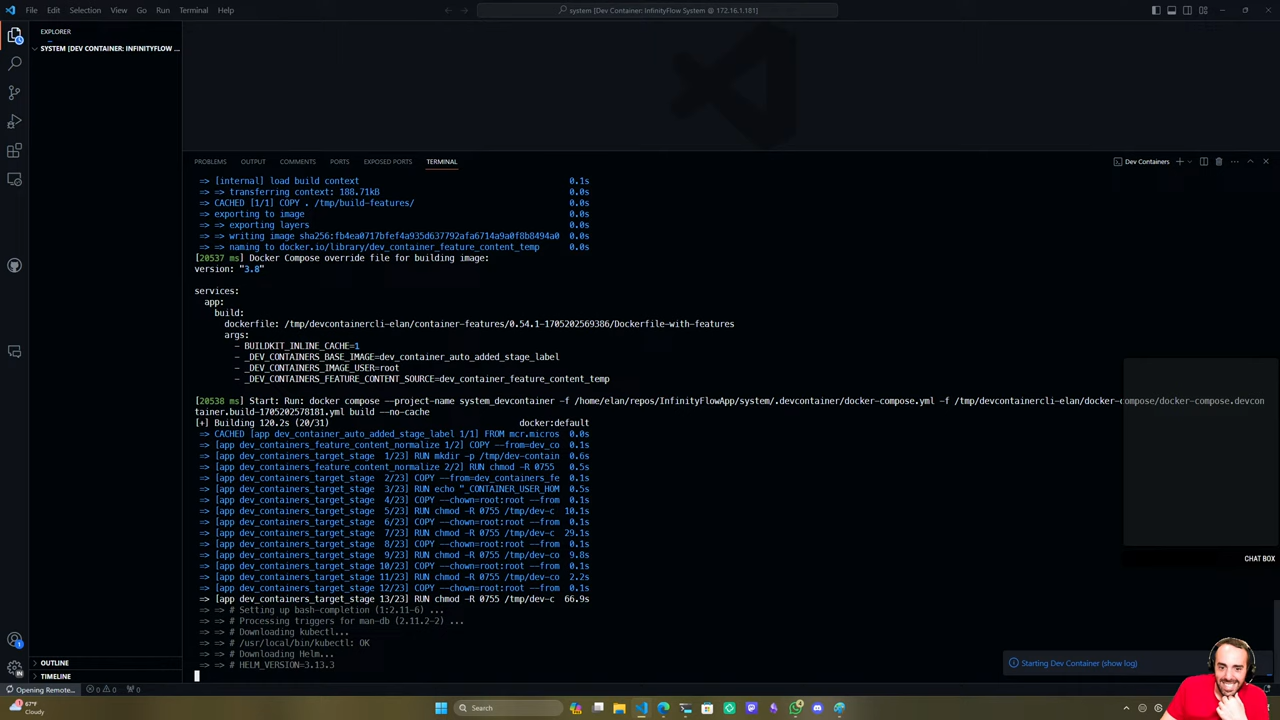 File Edit Selection View Go Run Terminal Help
system [Dev Container: InfinityFlow System @ 172.16.1.181]
EXPLORER
SYSTEM [DEV CONTAINER: INFINITYFLOW ...
PROBLEMS OUTPUT COMMENTS PORTS EXPOSED PORTS TERMINAL
Dev Containers
=> [internal] load build context 0.1s
=> => transferring context: 188.71kB 0.0s
=> CACHED [1/1] COPY . /tmp/build-features/ 0.0s
=> exporting to image 0.0s
=> => exporting layers 0.0s
=> => writing image sha256:fb4ea0717bfef4a935d637792afa6714a9a0f8b8494a0 0.0s
=> => naming to docker.io/library/dev_container_feature_content_temp 0.0s
[20537 ms] Docker Compose override file for building image:
version: "3.8"
services:
app:
build:
dockerfile: /tmp/devcontainercli-elan/container-features/0.54.1-1705202569386/Dockerfile-with-features
args:
- BUILDKIT_INLINE_CACHE=1
- _DEV_CONTAINERS_BASE_IMAGE=dev_container_auto_added_stage_label
- _DEV_CONTAINERS_IMAGE_USER=root
- _DEV_CONTAINERS_FEATURE_CONTENT_SOURCE=dev_container_feature_content_temp
[20538 ms] Start: Run: docker compose --project-name system_devcontainer -f /home/elan/repos/InfinityFlowApp/system/.devcontainer/docker-compose.yml -f /tmp/devcontainercli-elan/docker-compose/docker-compose.devcon
tainer.build-1705202578181.yml build --no-cache
[+] Building 120.2s (20/31) docker:default
=> CACHED [app dev_container_auto_added_stage_label 1/1] FROM mcr.micros 0.0s
=> [app dev_containers_feature_content_normalize 1/2] COPY --from=dev_co 0.1s
=> [app dev_containers_target_stage 1/23] RUN mkdir -p /tmp/dev-contain 0.6s
=> [app dev_containers_feature_content_normalize 2/2] RUN chmod -R 0755 0.5s
=> [app dev_containers_target_stage 2/23] COPY --from=dev_containers_fe 0.1s
=> [app dev_containers_target_stage 3/23] RUN echo "_CONTAINER_USER_HOM 0.5s
=> [app dev_containers_target_stage 4/23] COPY --chown=root:root --from 0.1s
=> [app dev_containers_target_stage 5/23] RUN chmod -R 0755 /tmp/dev-c 10.1s
=> [app dev_containers_target_stage 6/23] COPY --chown=root:root --from 0.1s
=> [app dev_containers_target_stage 7/23] RUN chmod -R 0755 /tmp/dev-c 29.1s
=> [app dev_containers_target_stage 8/23] COPY --chown=root:root --from 0.1s
=> [app dev_containers_target_stage 9/23] RUN chmod -R 0755 /tmp/dev-co 9.8s
=> [app dev_containers_target_stage 10/23] COPY --chown=root:root --from 0.1s
=> [app dev_containers_target_stage 11/23] RUN chmod -R 0755 /tmp/dev-co 2.2s
=> [app dev_containers_target_stage 12/23] COPY --chown=root:root --from 0.1s
=> [app dev_containers_target_stage 13/23] RUN chmod -R 0755 /tmp/dev-c 66.9s
=> => # Setting up bash-completion (1:2.11-6) ...
=> => # Processing triggers for man-db (2.11.2-2) ...
=> => # Downloading kubectl...
=> => # /usr/local/bin/kubectl: OK
=> => # Downloading Helm...
=> => # HELM_VERSION=3.13.3
CHAT BOX
Starting Dev Container (show log)
OUTLINE
TIMELINE
Opening Remote... 0 0 0
67°F
Cloudy
Search